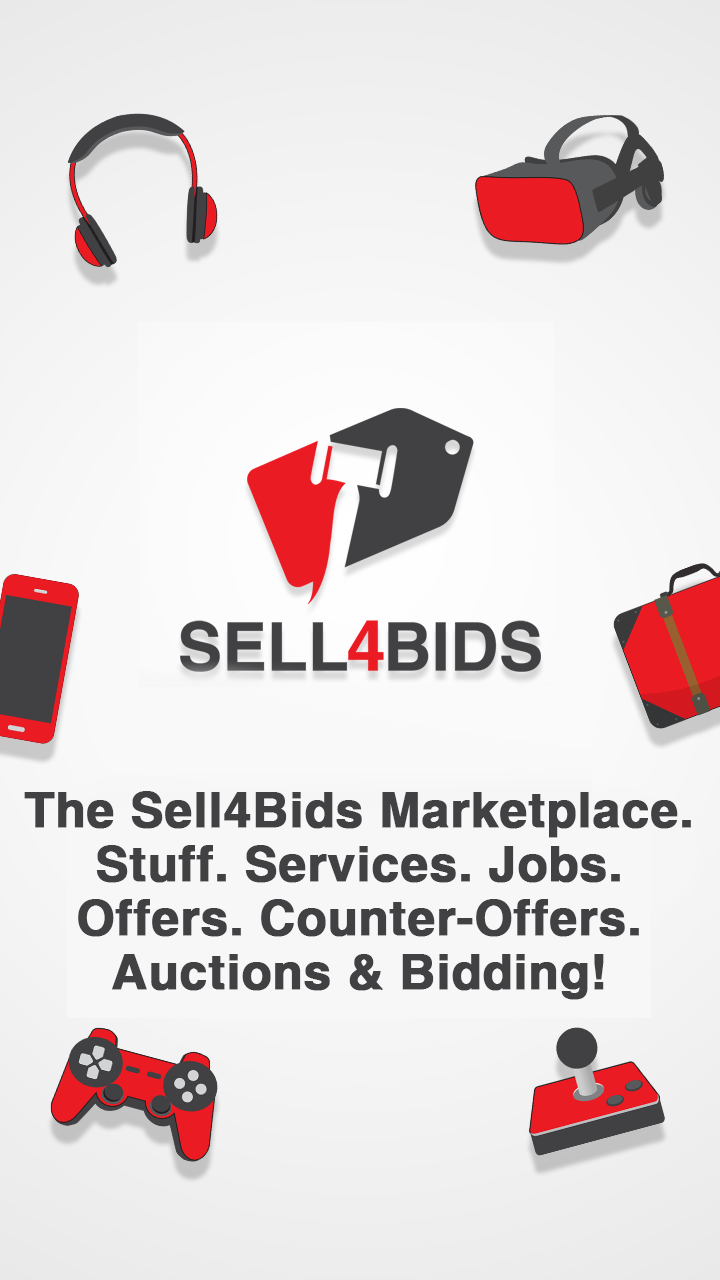 SELL4BIDS
The Sell4Bids Marketplace.
Stuff. Services. Jobs.
Offers. Counter-Offers.
Auctions & Bidding!